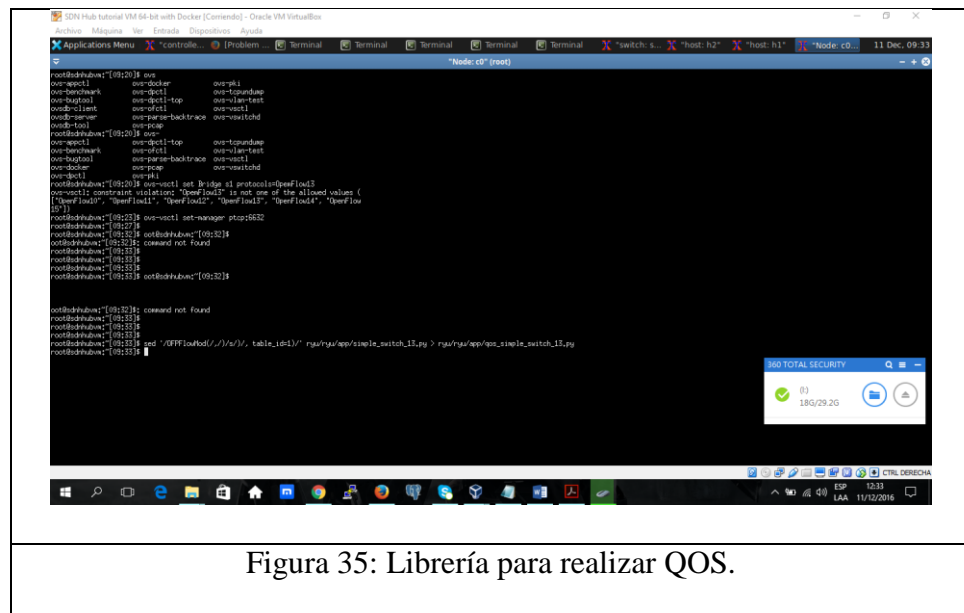 SDN Hub tutorial VM 64-bit with Docker [Corriendo] - Oracle VM VirtualBox
Archivo Máquina Ver Entrada Dispositivos Ayuda
Applications Menu "controlle... [Problem ... Terminal Terminal Terminal Terminal Terminal "switch: s... "host: h2" "host: h1" "Node: c0... 11 Dec, 09:33
"Node: c0" (root)
root@sdnhubvm:~[09:20]$ ovs
ovs-appctl ovs-docker ovs-pki
ovs-benchmark ovs-dpctl ovs-tcpundump
ovs-bugtool ovs-dpctl-top ovs-vlan-test
ovsdb-client ovs-ofctl ovs-vsctl
ovsdb-server ovs-parse-backtrace ovs-vswitchd
ovsdb-tool ovs-pcap
root@sdnhubvm:~[09:20]$ ovs-
ovs-appctl ovs-dpctl-top ovs-tcpundump
ovs-benchmark ovs-ofctl ovs-vlan-test
ovs-bugtool ovs-parse-backtrace ovs-vsctl
ovs-docker ovs-pcap ovs-vswitchd
ovs-dpctl ovs-pki
root@sdnhubvm:~[09:20]$ ovs-vsctl set Bridge s1 protocols=OpenFlow13
ovs-vsctl: constraint violation: "OpenFlow13" is not one of the allowed values (
["OpenFlow10", "OpenFlow11", "OpenFlow12", "OpenFlow13", "OpenFlow14", "OpenFlow
15"])
root@sdnhubvm:~[09:23]$ ovs-vsctl set-manager ptcp:6632
root@sdnhubvm:~[09:27]$
root@sdnhubvm:~[09:32]$ oot@sdnhubvm:~[09:32]$
oot@sdnhubvm:~[09:32]$: command not found
root@sdnhubvm:~[09:33]$
root@sdnhubvm:~[09:33]$
root@sdnhubvm:~[09:33]$
root@sdnhubvm:~[09:33]$ oot@sdnhubvm:~[09:32]$
oot@sdnhubvm:~[09:32]$: command not found
root@sdnhubvm:~[09:33]$
root@sdnhubvm:~[09:33]$
root@sdnhubvm:~[09:33]$
root@sdnhubvm:~[09:33]$ sed '/OFPFlowMod(/,/)/s/)/, table_id=1)/' ryu/ryu/app/simple_switch_13.py > ryu/ryu/app/qos_simple_switch_13.py
root@sdnhubvm:~[09:33]$
360 TOTAL SECURITY
(I:)
18G/29.2G
CTRL DERECHA
ESP 12:33
LAA 11/12/2016
Figura 35: Librería para realizar QOS.